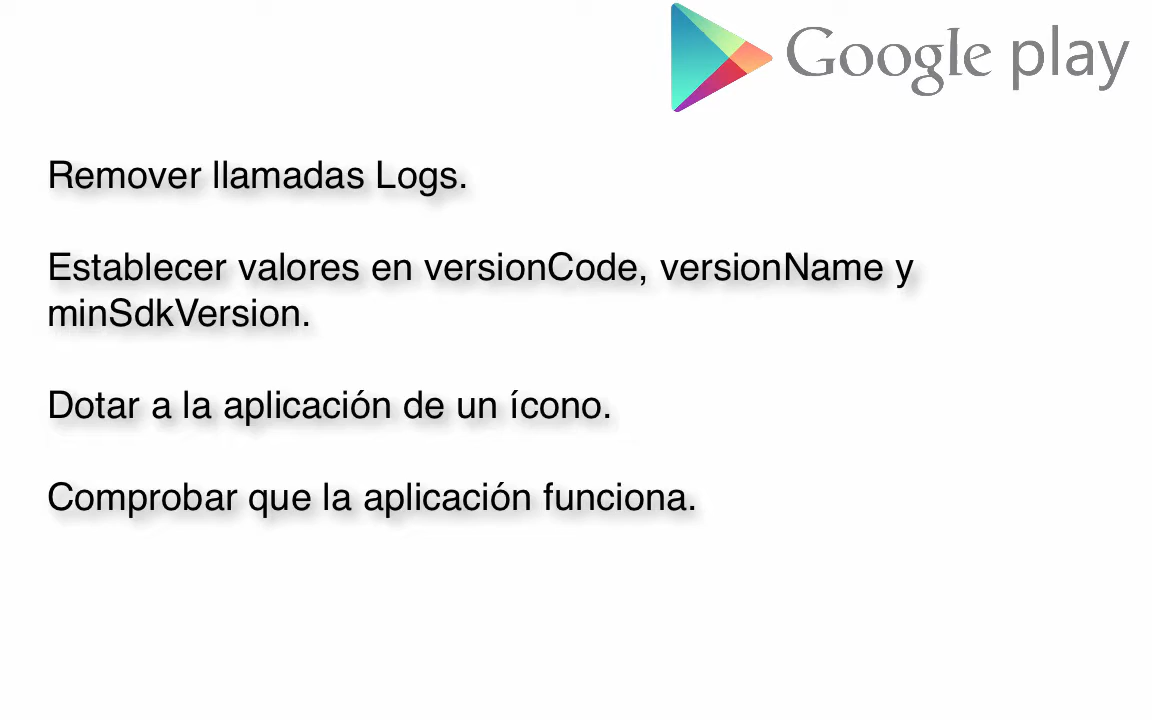 Google play
Remover llamadas Logs.
Establecer valores en versionCode, versionName y
minSdkVersion.
Dotar a la aplicación de un ícono.
Comprobar que la aplicación funciona.